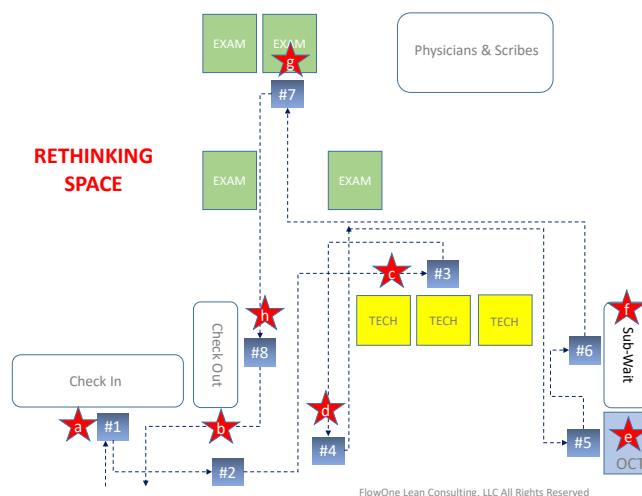 EXAM
EXAM
Physicians & Scribes
g
#7
RETHINKING
SPACE
EXAM
EXAM
c
#3
f
h
TECH
TECH
TECH
Sub-Wait
#6
Check Out
#8
Check In
a
#1
b
d
#2
#4
#5
e
OCT
FlowOne Lean Consulting, LLC All Rights Reserved